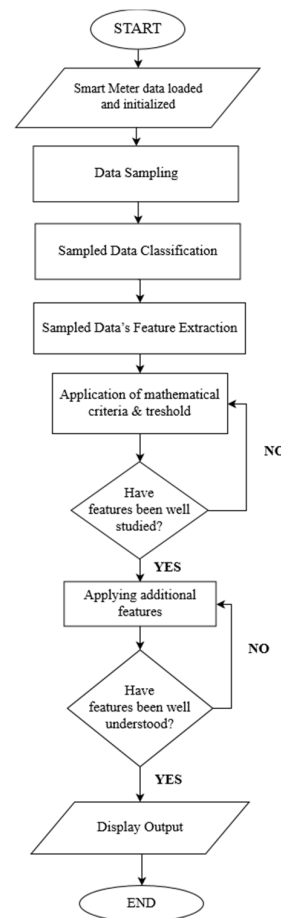 START
Smart Meter data loaded
and initialized
Data Sampling
Sampled Data Classification
Sampled Data's Feature Extraction
Application of mathematical
criteria & treshold
NO
Have
features been well
studied?
YES
Applying additional
features
NO
Have
features been well
understood?
YES
Display Output
END